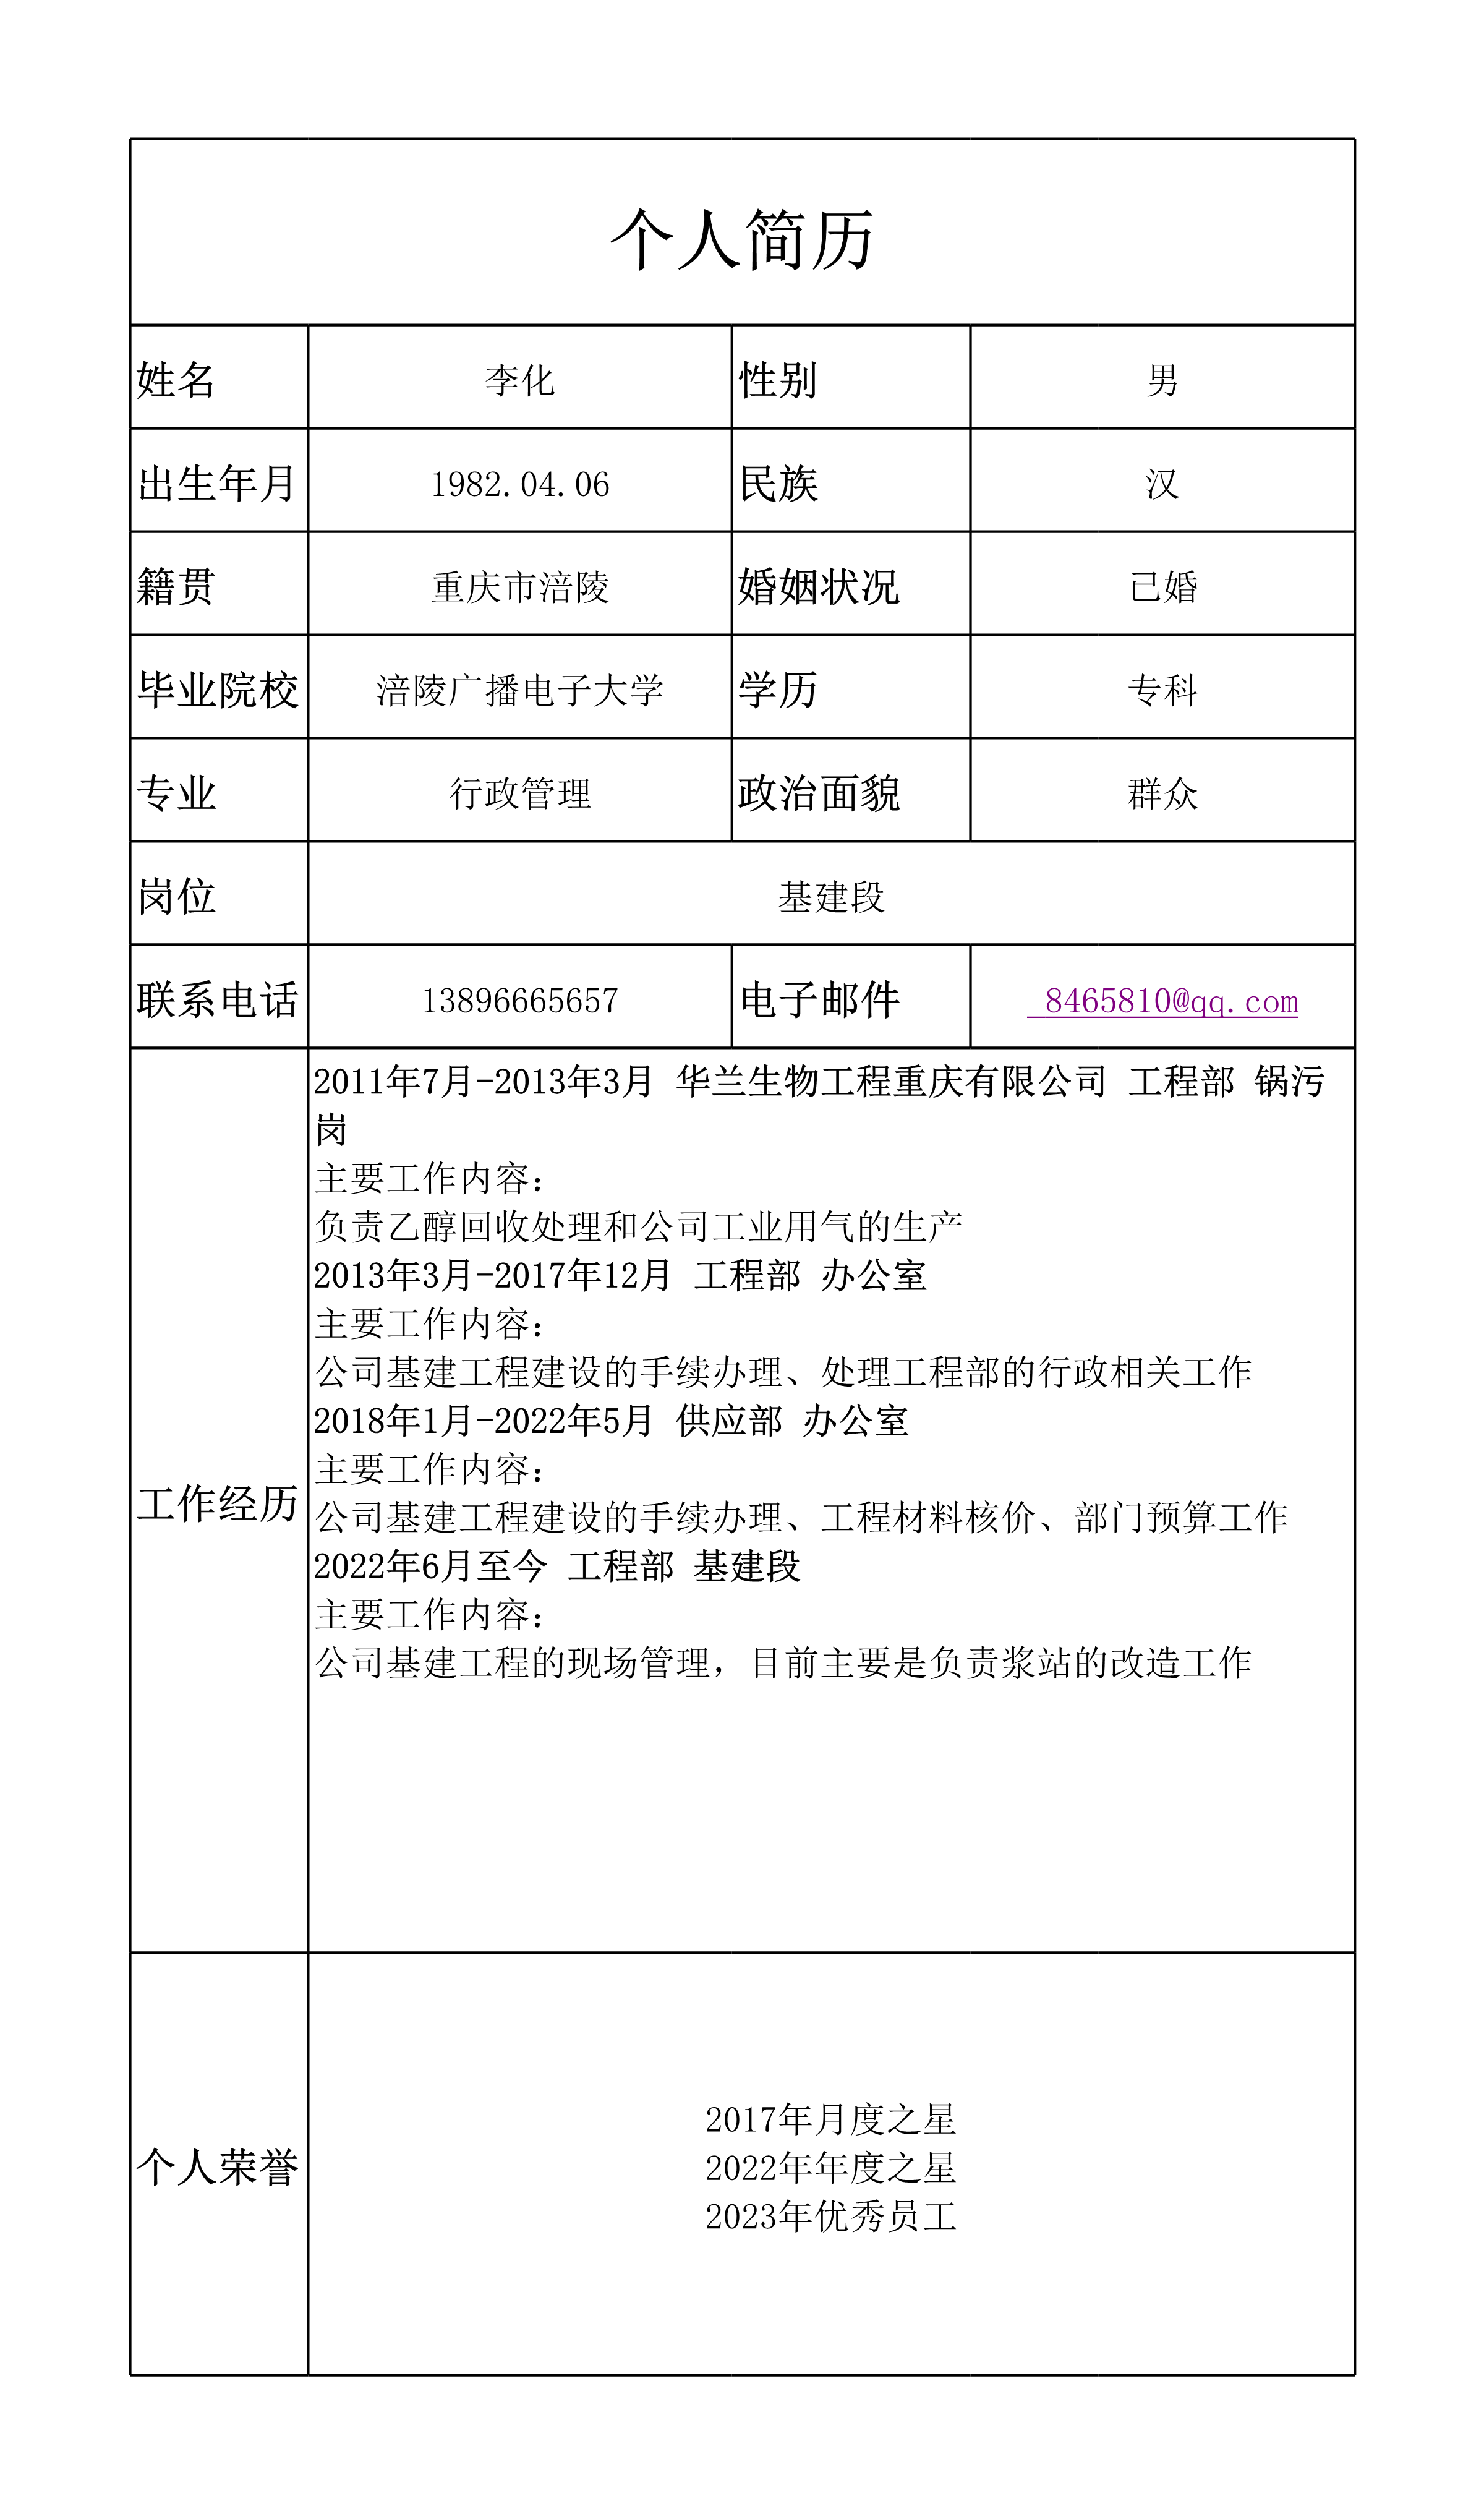 个人简历
姓名 李化 性别 男
出生年月 1982.04.06 民族 汉
籍贯 重庆市涪陵 婚姻状况 已婚
毕业院校 涪陵广播电子大学 学历 专科
专业 行政管理 政治面貌 群众
岗位 基建段
联系电话 13896665657 电子邮件 8465810@qq.com
工作经历
2011年7月-2013年3月 华兰生物工程重庆有限公司 工程部 锅污
岗
主要工作内容：
负责乙醇回收处理和公司工业用气的生产
2013年3月-2017年12月 工程部 办公室
主要工作内容：
公司基建工程建设的手续办理、处理工程部的行政相关工作
2018年1月-2022年5月 供应部 办公室
主要工作内容：
公司基建工程建设的手续办理、工程材料核价、部门预算工作
2022年6月至今 工程部 基建段
主要工作内容：
公司基建工程的现场管理，目前主要是负责浆站的改造工作
个人荣誉
2017年月度之星
2022年年度之星
2023年优秀员工